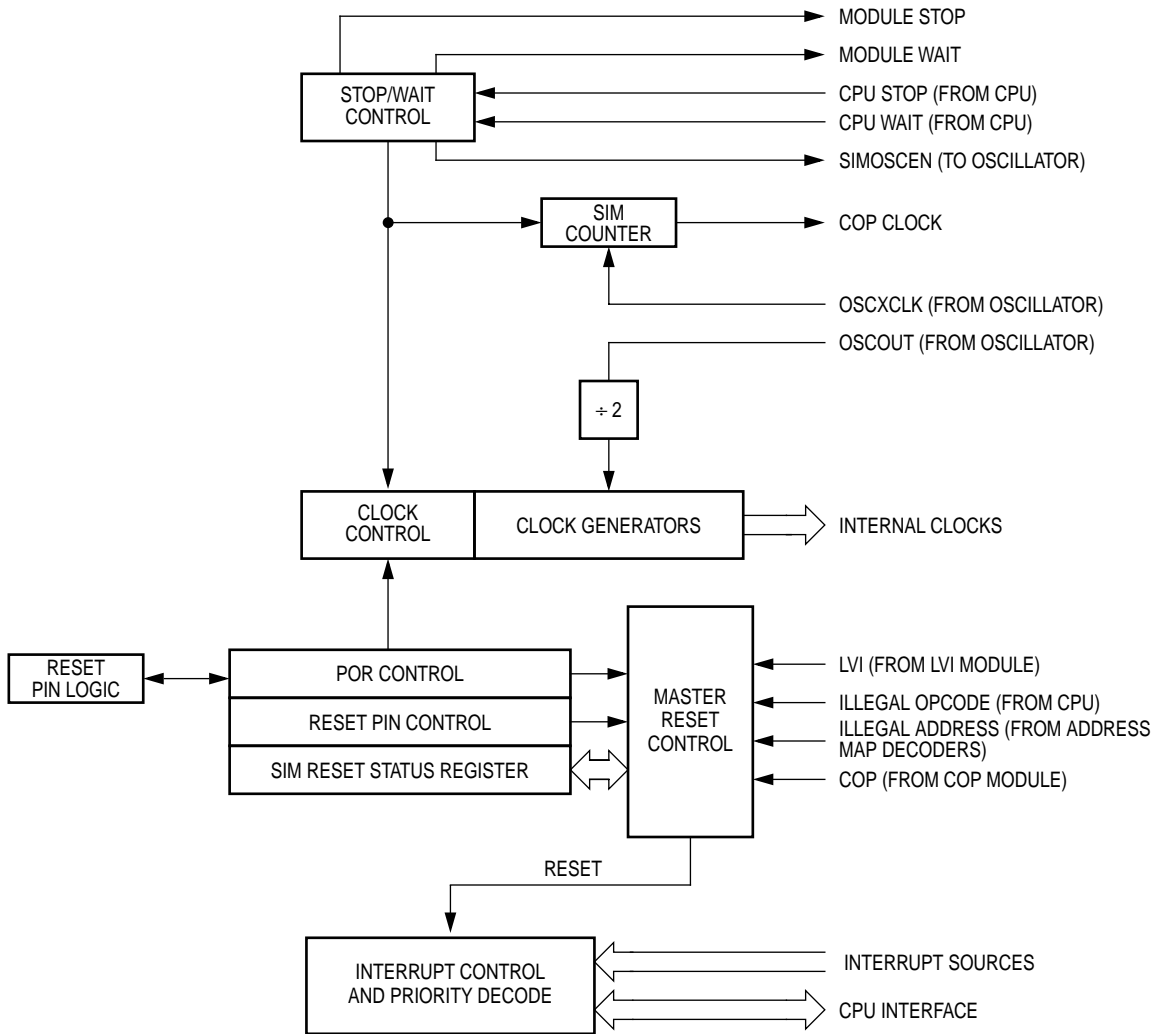 MODULE STOP
MODULE WAIT
STOP/WAIT
CONTROL
CPU STOP (FROM CPU)
CPU WAIT (FROM CPU)
SIMOSCEN (TO OSCILLATOR)
SIM
COUNTER
COP CLOCK
OSCXCLK (FROM OSCILLATOR)
OSCOUT (FROM OSCILLATOR)
÷ 2
CLOCK
CONTROL
CLOCK GENERATORS
INTERNAL CLOCKS
RESET
PIN LOGIC
POR CONTROL
RESET PIN CONTROL
SIM RESET STATUS REGISTER
MASTER
RESET
CONTROL
LVI (FROM LVI MODULE)
ILLEGAL OPCODE (FROM CPU)
ILLEGAL ADDRESS (FROM ADDRESS
MAP DECODERS)
COP (FROM COP MODULE)
RESET
INTERRUPT CONTROL
AND PRIORITY DECODE
INTERRUPT SOURCES
CPU INTERFACE